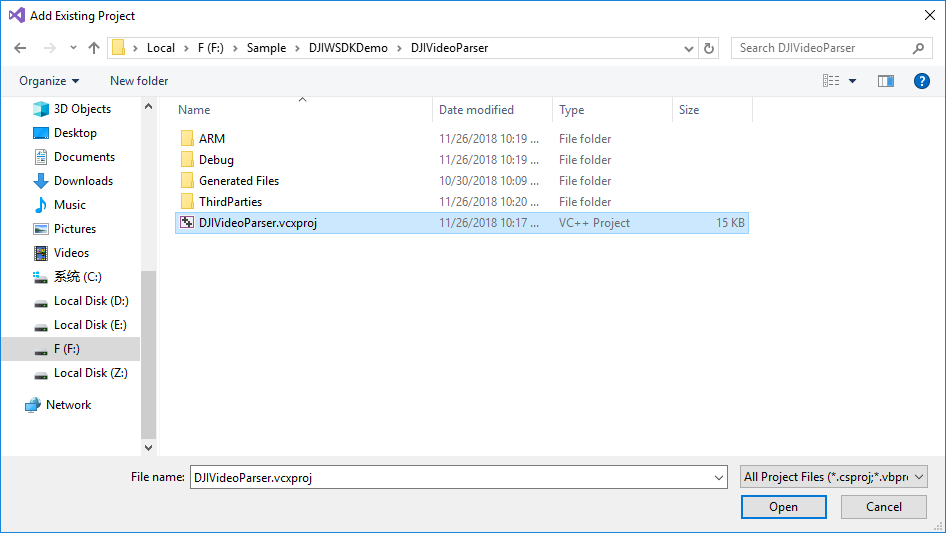 Add Existing Project
Local > F (F:) > Sample > DJIWSDKDemo > DJIVideoParser
Search DJIVideoParser
Organize
New folder
3D Objects
Desktop
Documents
Downloads
Music
Pictures
Videos
系统 (C:)
Local Disk (D:)
Local Disk (E:)
F (F:)
Local Disk (Z:)
Network
Name Date modified Type Size
ARM 11/26/2018 10:19 ... File folder
Debug 11/26/2018 10:19 ... File folder
Generated Files 10/30/2018 10:09 ... File folder
ThirdParties 11/26/2018 10:20 ... File folder
DJIVideoParser.vcxproj 11/26/2018 10:17 ... VC++ Project 15 KB
File name: DJIVideoParser.vcxproj
All Project Files (*.csproj;*.vbpro
Open
Cancel